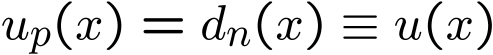 u_p(x) = d_n(x) ≡ u(x)